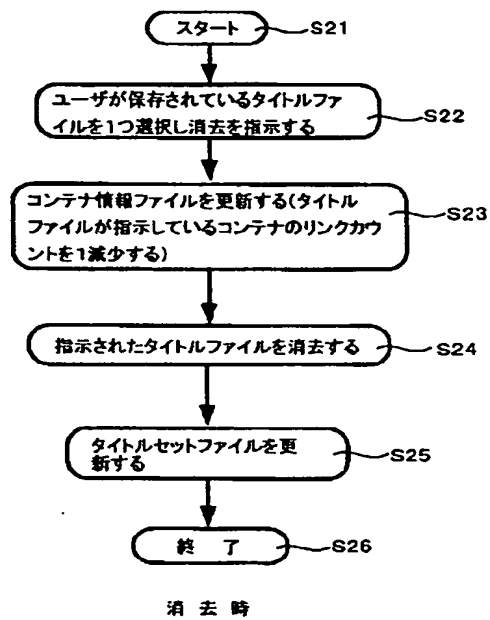 スタート
S21
ユーザが保存されているタイトルファ
イルを1つ選択し消去を指示する
S22
コンテナ情報ファイルを更新する(タイトル
ファイルが指示しているコンテナのリンクカウ
ントを1減少する)
S23
指示されたタイトルファイルを消去する
S24
タイトルセットファイルを更
新する
S25
終 了
S26
消 去 時